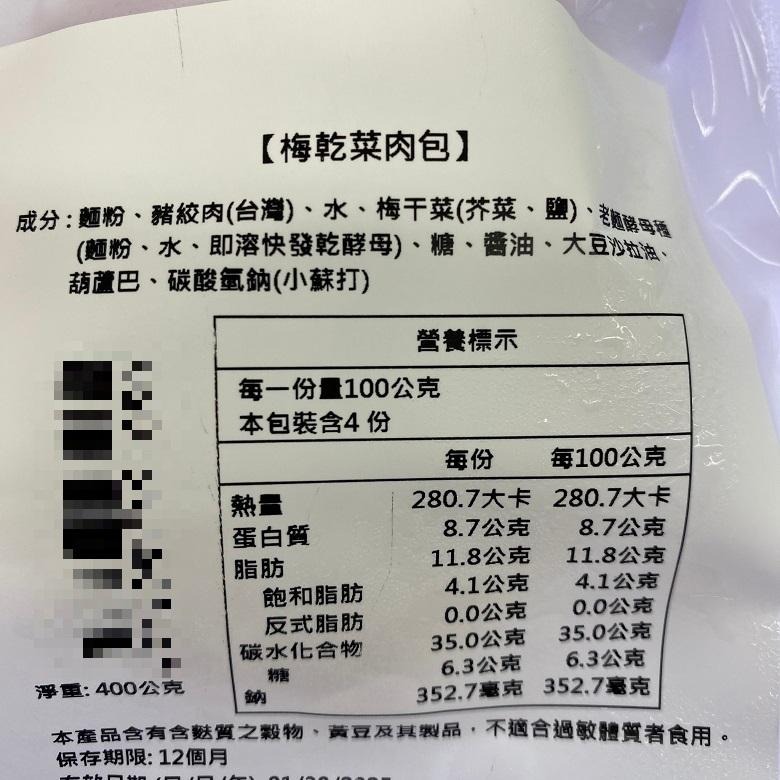 【梅乾菜肉包】
成分:麵粉、豬絞肉(台灣)、水、梅干菜(芥菜、鹽)、老麵酵母種
(麵粉、水、即溶快發乾酵母)、糖、醬油、大豆沙拉油、
葫蘆巴、碳酸氫鈉(小蘇打)
營養標示
每一份量100公克
本包裝含4 份
每份 每100公克
熱量 280.7大卡 280.7大卡
蛋白質 8.7公克 8.7公克
脂肪 11.8公克 11.8公克
飽和脂肪 4.1公克 4.1公克
反式脂肪 0.0公克 0.0公克
碳水化合物 35.0公克 35.0公克
糖 6.3公克 6.3公克
鈉 352.7毫克 352.7毫克
淨重: 400公克
本產品含有含麩質之穀物、黃豆及其製品，不適合過敏體質者食用。
保存期限: 12個月